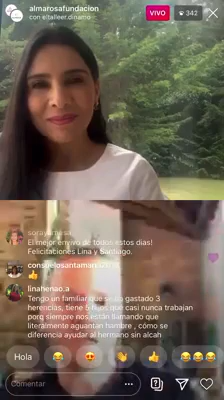 almarosafundacion
con eltallerdinamo
VIVO
342
El mejor envivo de todos estos dias!
Felicitaciones Lina y Santiago.
consuelosantamar
linahenao.a
Tengo un familiar que se ha gastado 3
herencias, tiene 5 hijos que casi nunca trabajan
porq siempre nos están llamando que
literalmente aguantan hambre , cómo se
diferencia ayudar al hermano sin alcah
Hola
Comentar